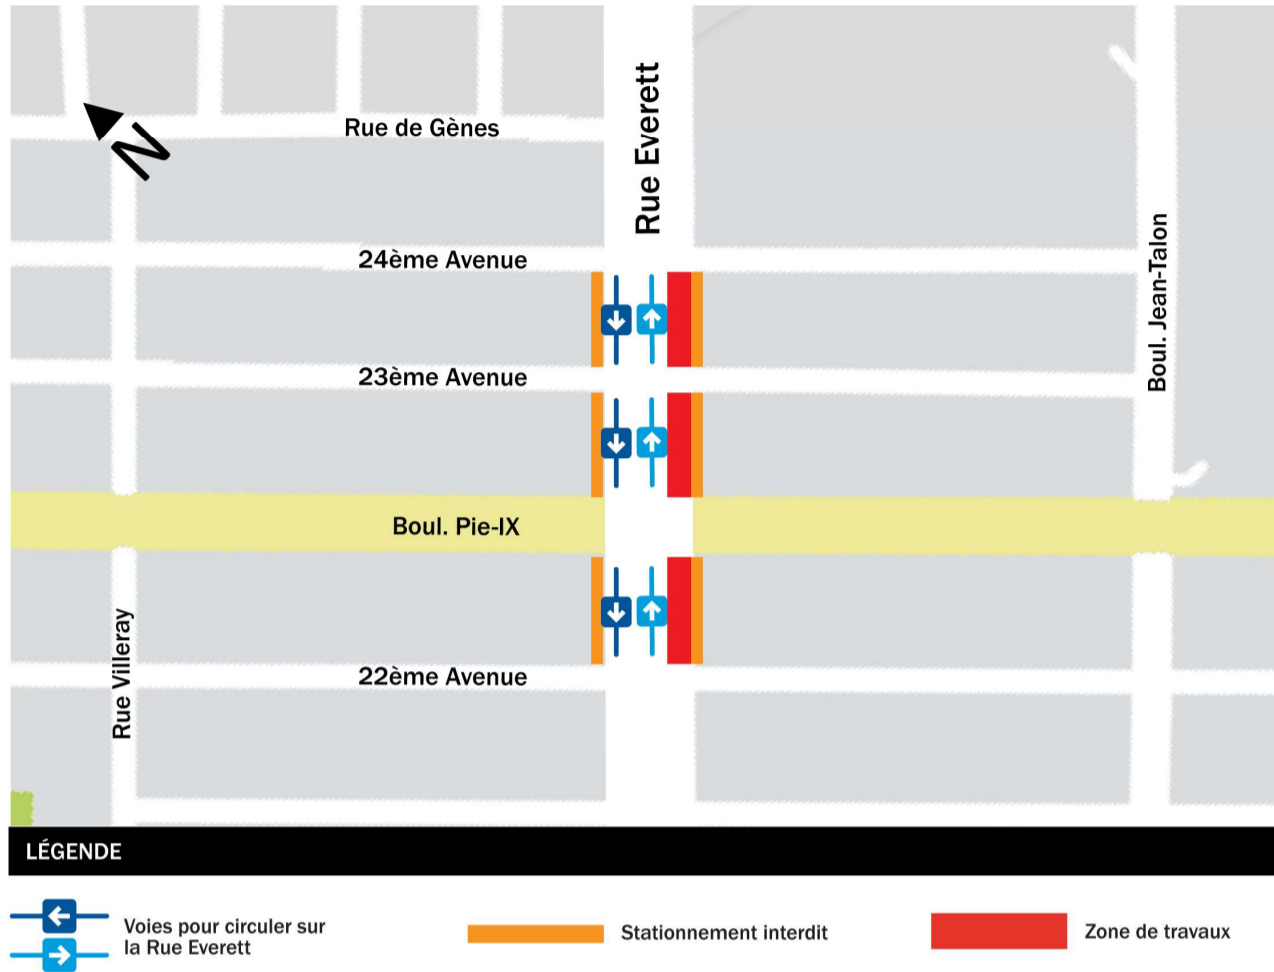 Rue Everett
Rue de Gènes
N
24ème Avenue
Boul. Jean-Talon
23ème Avenue
Boul. Pie-IX
Rue Villeray
22ème Avenue
LÉGENDE
Voies pour circuler sur
la Rue Everett
Stationnement interdit
Zone de travaux